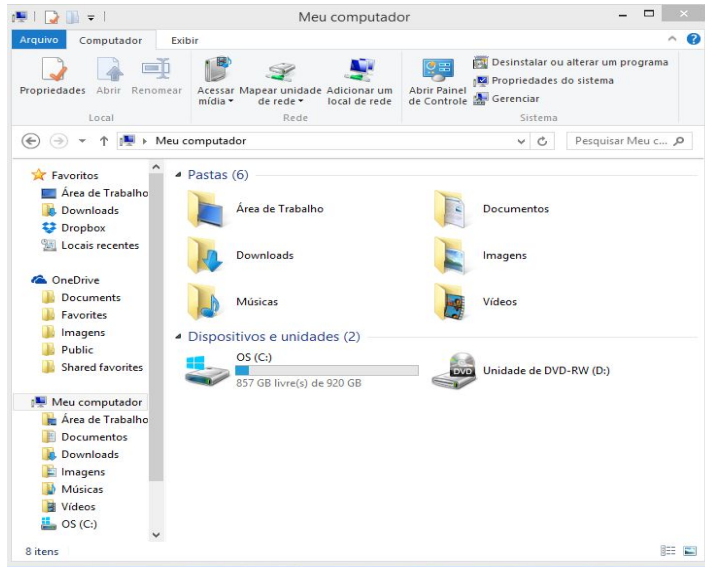 Meu computador
Arquivo Computador Exibir
Propriedades Abrir Renomear
Local
Acessar mídia Mapear unidade de rede Adicionar um local de rede
Rede
Abrir Painel de Controle
Desinstalar ou alterar um programa
Propriedades do sistema
Gerenciar
Sistema
Meu computador
Pesquisar Meu c...
Favoritos
Área de Trabalho
Downloads
Dropbox
Locais recentes
OneDrive
Documents
Favorites
Imagens
Public
Shared favorites
Meu computador
Área de Trabalho
Documentos
Downloads
Imagens
Músicas
Vídeos
OS (C:)
Pastas (6)
Área de Trabalho
Documentos
Downloads
Imagens
Músicas
Vídeos
Dispositivos e unidades (2)
OS (C:)
857 GB livre(s) de 920 GB
DVD
Unidade de DVD-RW (D:)
8 itens